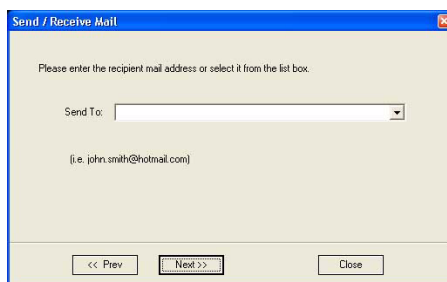 Send / Receive Mail
Please enter the recipient mail address or select it from the list box.
Send To:
(i.e. john.smith@hotmail.com)
<< Prev Next >> Close